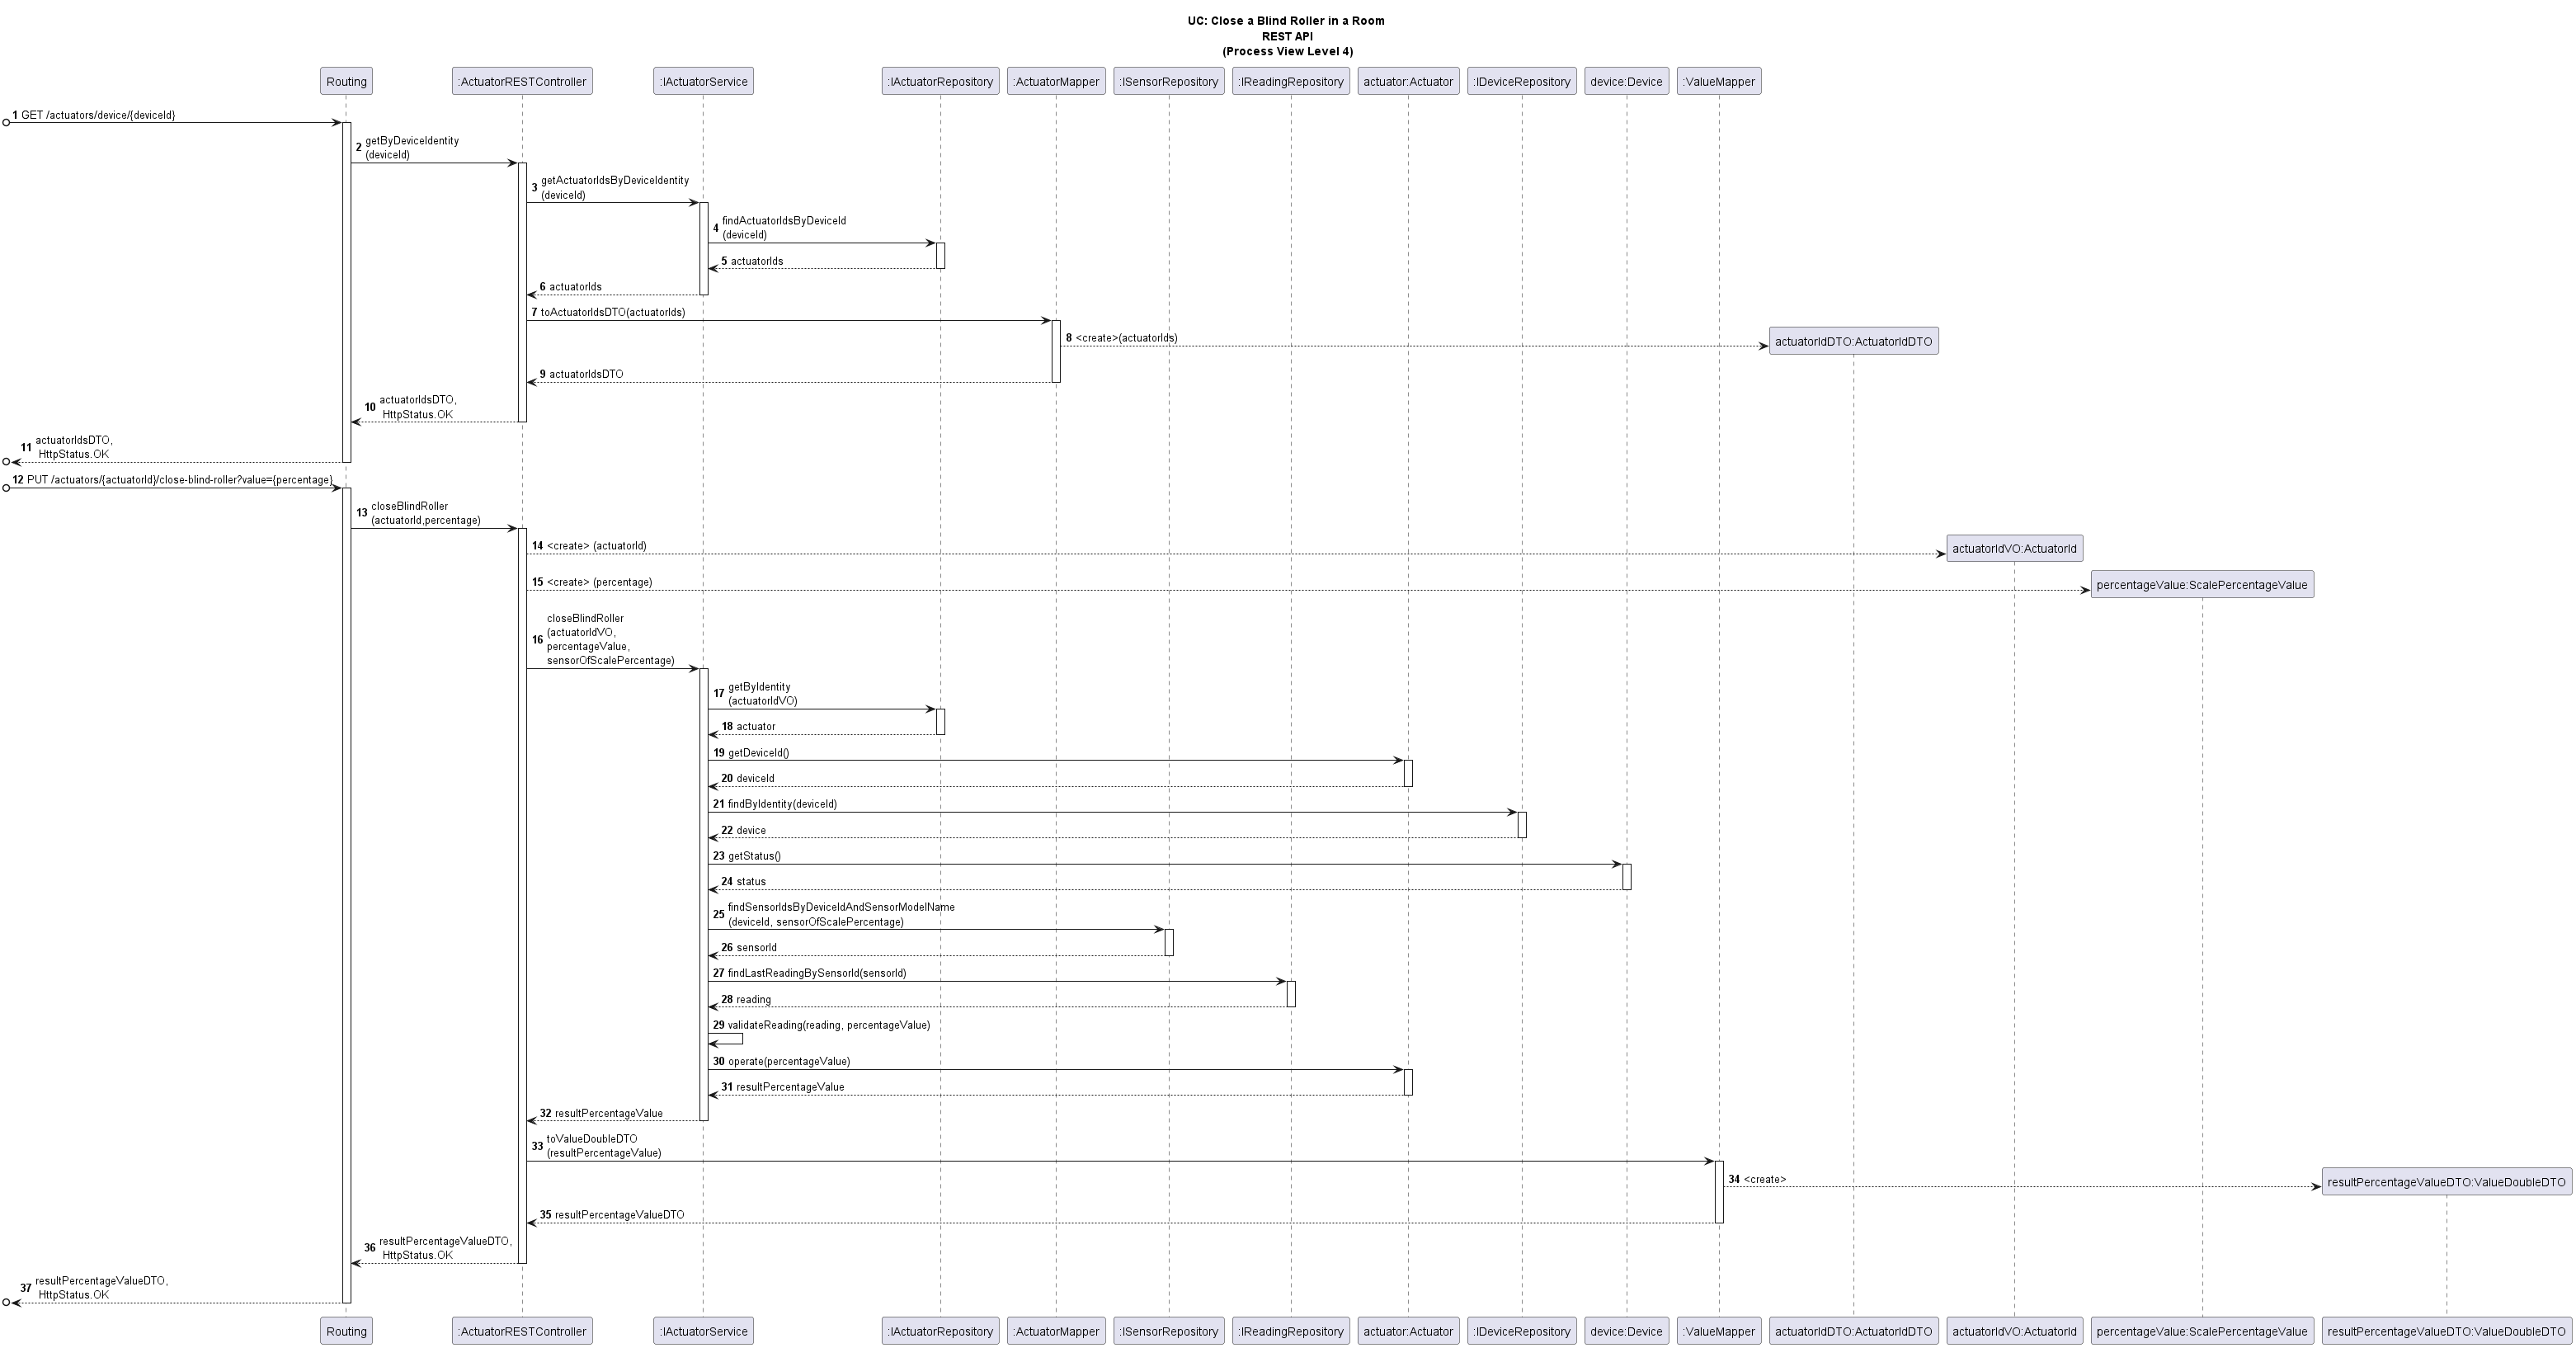 UC: Close a Blind Roller in a Room
REST API
(Process View Level 4)
Routing
:ActuatorRESTController
:IActuatorService
:IActuatorRepository
:ActuatorMapper
:ISensorRepository
:IReadingRepository
actuator:Actuator
:IDeviceRepository
device:Device
:ValueMapper
1 GET /actuators/device/{deviceId}
2 getByDeviceIdentity
(deviceId)
3 getActuatorIdsByDeviceIdentity
(deviceId)
4 findActuatorIdsByDeviceId
(deviceId)
5 actuatorIds
6 actuatorIds
7 toActuatorIdsDTO(actuatorIds)
8 <create>(actuatorIds)
actuatorIdDTO:ActuatorIdDTO
9 actuatorIdsDTO
10 actuatorIdsDTO,
HttpStatus.OK
11 actuatorIdsDTO,
HttpStatus.OK
12 PUT /actuators/{actuatorId}/close-blind-roller?value={percentage}
13 closeBlindRoller
(actuatorId,percentage)
14 <create> (actuatorId)
actuatorIdVO:ActuatorId
15 <create> (percentage)
percentageValue:ScalePercentageValue
16 closeBlindRoller
(actuatorIdVO,
percentageValue,
sensorOfScalePercentage)
17 getByIdentity
(actuatorIdVO)
18 actuator
19 getDeviceId()
20 deviceId
21 findByIdentity(deviceId)
22 device
23 getStatus()
24 status
25 findSensorIdsByDeviceIdAndSensorModelName
(deviceId, sensorOfScalePercentage)
26 sensorId
27 findLastReadingBySensorId(sensorId)
28 reading
29 validateReading(reading, percentageValue)
30 operate(percentageValue)
31 resultPercentageValue
32 resultPercentageValue
33 toValueDoubleDTO
(resultPercentageValue)
34 <create>
resultPercentageValueDTO:ValueDoubleDTO
35 resultPercentageValueDTO
36 resultPercentageValueDTO,
HttpStatus.OK
37 resultPercentageValueDTO,
HttpStatus.OK
Routing
:ActuatorRESTController
:IActuatorService
:IActuatorRepository
:ActuatorMapper
:ISensorRepository
:IReadingRepository
actuator:Actuator
:IDeviceRepository
device:Device
:ValueMapper
actuatorIdDTO:ActuatorIdDTO
actuatorIdVO:ActuatorId
percentageValue:ScalePercentageValue
resultPercentageValueDTO:ValueDoubleDTO